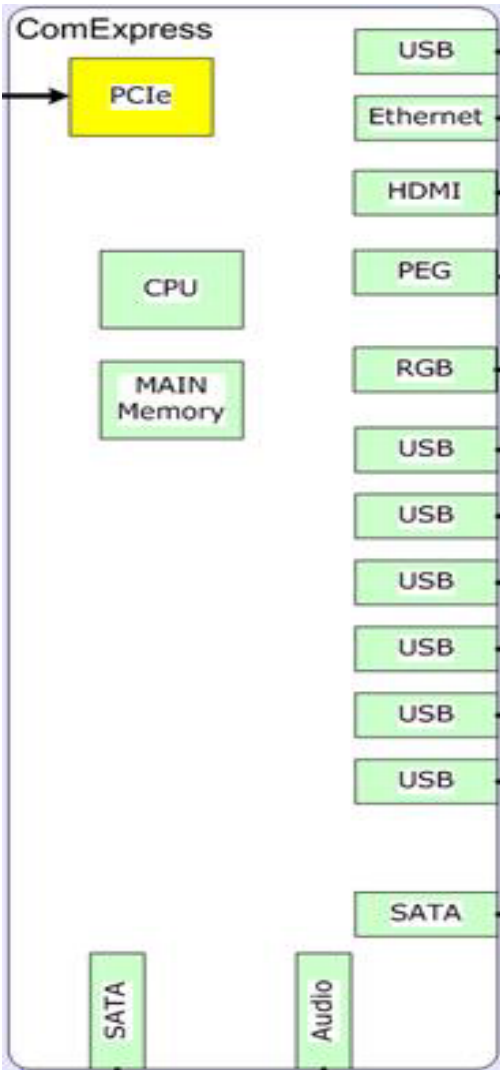 ComExpress
PCIe
USB
Ethernet
HDMI
CPU
PEG
MAIN
Memory
RGB
USB
USB
USB
USB
USB
USB
SATA
SATA
Audio